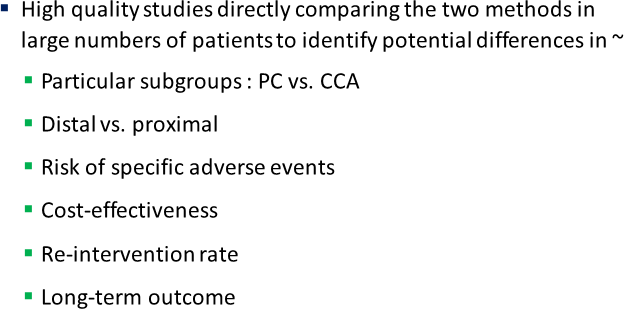 ▪ High quality studies directly comparing the two methods in
large numbers of patients to identify potential differences in ~
▪ Particular subgroups : PC vs. CCA
▪ Distal vs. proximal
▪ Risk of specific adverse events
▪ Cost-effectiveness
▪ Re-intervention rate
▪ Long-term outcome